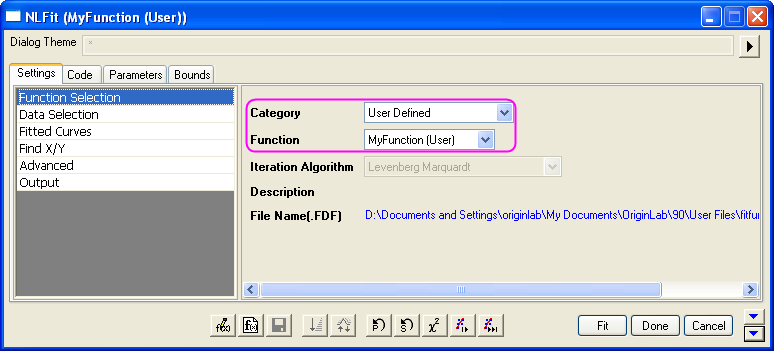 NLFit (MyFunction (User))
Dialog Theme *
Settings Code Parameters Bounds
Function Selection
Data Selection
Fitted Curves
Find X/Y
Advanced
Output
Category User Defined
Function MyFunction (User)
Iteration Algorithm Levenberg Marquardt
Description
File Name(.FDF) D:\Documents and Settings\originlab\My Documents\OriginLab\90\User Files\fitfun
f(x) f(x) P S χ² Fit Done Cancel